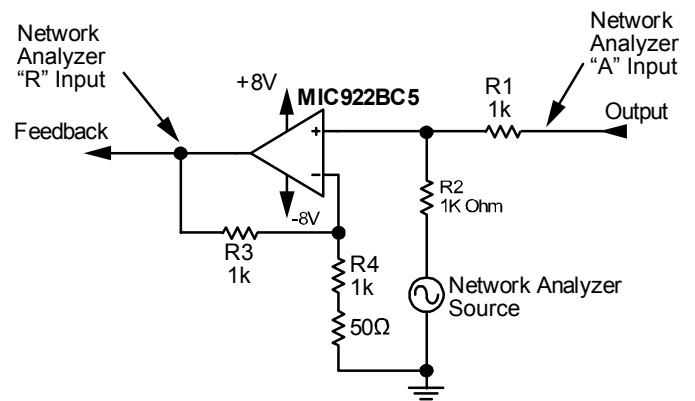 Network
Analyzer
“R” Input
Network
Analyzer
“A” Input
+8V
MIC922BC5
R1
1k
Output
Feedback
+
–
-8V
R2
1K Ohm
R3
1k
R4
1k
50Ω
Network Analyzer
Source